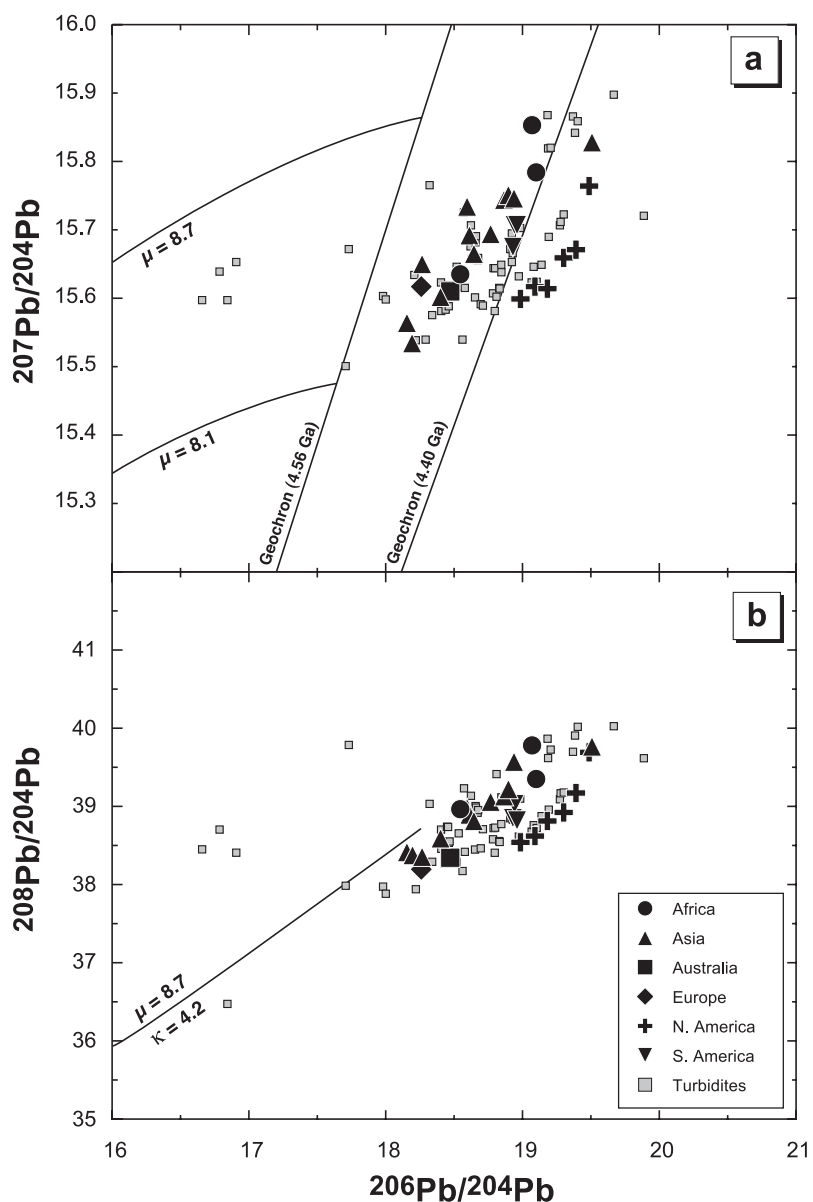 16.0
15.9
15.8
15.7
15.6
15.5
15.4
15.3
207Pb/204Pb
a
μ = 8.7
μ = 8.1
Geochron (4.56 Ga)
Geochron (4.40 Ga)
b
41
40
39
38
37
36
35
208Pb/204Pb
μ = 8.7
κ = 4.2
Africa
Asia
Australia
Europe
N. America
S. America
Turbidites
16 17 18 19 20 21
206Pb/204Pb